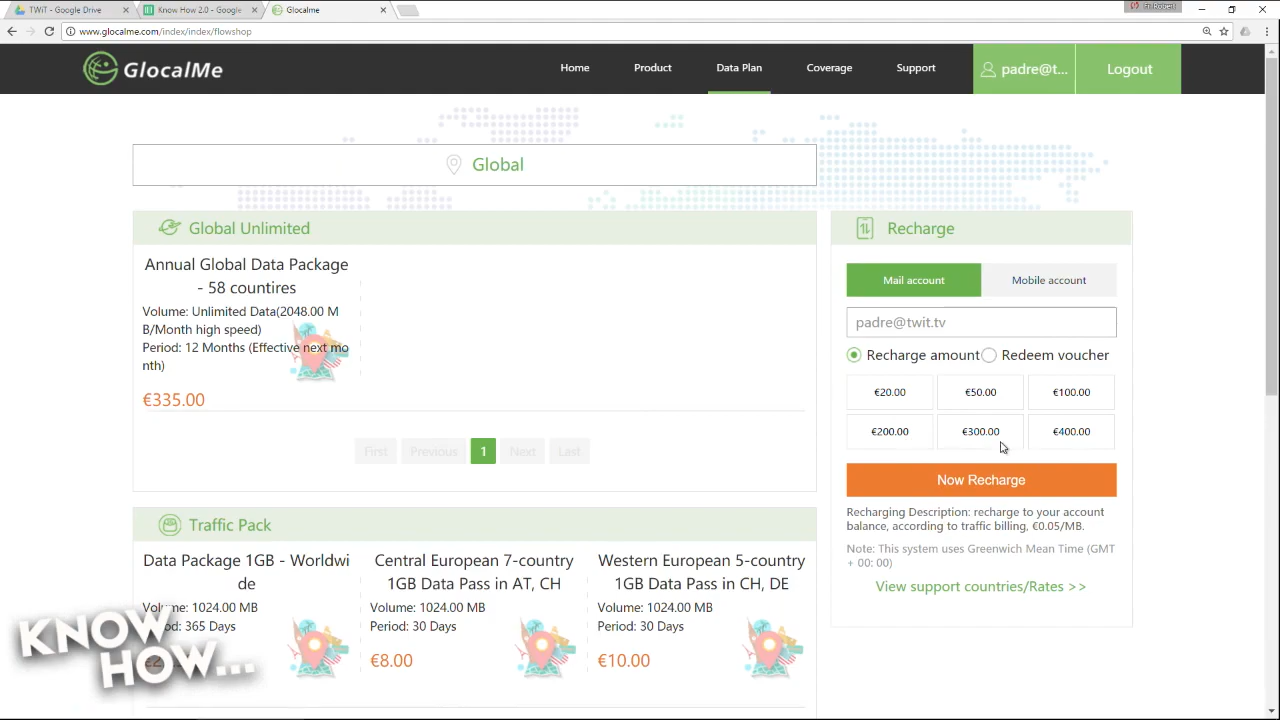 TWiT - Google Drive
Know How 2.0 - Google
Glocalme
www.glocalme.com/index/index/flowshop
GlocalMe
Home
Product
Data Plan
Coverage
Support
padre@t...
Logout
Global
Global Unlimited
Annual Global Data Package
- 58 countires
Volume: Unlimited Data(2048.00 M
B/Month high speed)
Period: 12 Months (Effective next mo
nth)
€335.00
First
Previous
1
Next
Last
Recharge
Mail account
Mobile account
padre@twit.tv
Recharge amount
Redeem voucher
€20.00
€50.00
€100.00
€200.00
€300.00
€400.00
Now Recharge
Recharging Description: recharge to your account
balance, according to traffic billing, €0.05/MB.
Note: This system uses Greenwich Mean Time (GMT
+ 00: 00)
View support countries/Rates >>
Traffic Pack
Data Package 1GB - Worldwi
de
Volume: 1024.00 MB
Period: 365 Days
Central European 7-country
1GB Data Pass in AT, CH
Volume: 1024.00 MB
Period: 30 Days
€8.00
Western European 5-country
1GB Data Pass in CH, DE
Volume: 1024.00 MB
Period: 30 Days
€10.00
KNOW
HOW...